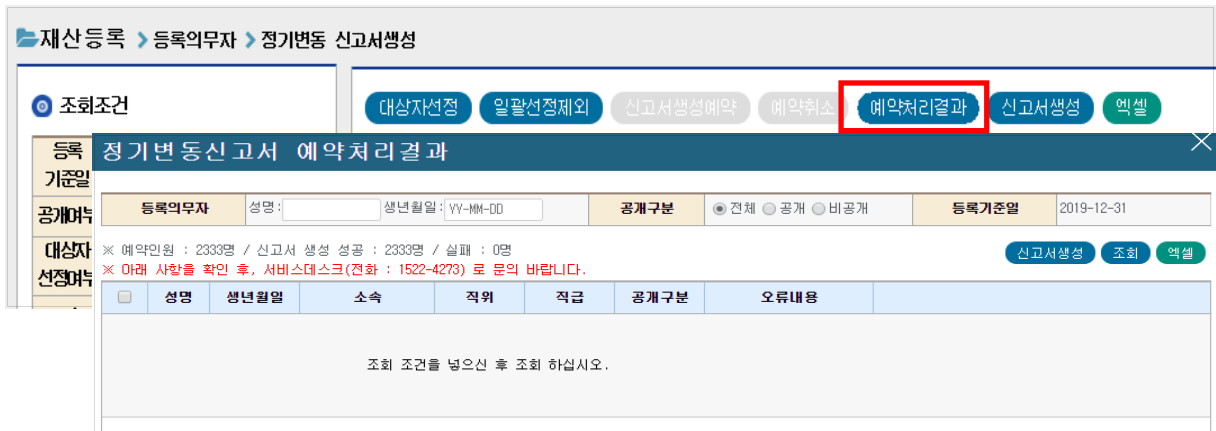 재산등록 > 등록의무자 > 정기변동 신고서생성
조회조건
대상자선정 일괄선정제외 신고서생성예약 예약취소 예약처리결과 신고서생성 엑셀
등록
기준일
공개여부
대상자
선정여부
정기변동신고서 예약처리결과
등록의무자 성명: 생년월일: YY-MM-DD 공개구분 전체 공개 비공개 등록기준일 2019-12-31
※ 예약인원 : 2333명 / 신고서 생성 성공 : 2333명 / 실패 : 0명
신고서생성 조회 엑셀
※ 아래 사항을 확인 후, 서비스데스크(전화 : 1522-4273) 로 문의 바랍니다.
성명 생년월일 소속 직위 직급 공개구분 오류내용
조회 조건을 넣으신 후 조회 하십시오.